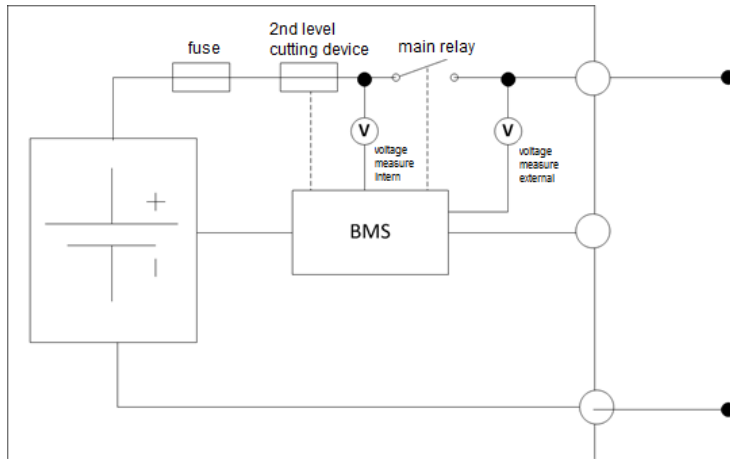 2nd level
cutting device
fuse
main relay
V
V
voltage
measure
Intern
voltage
measure
external
+
BMS
−